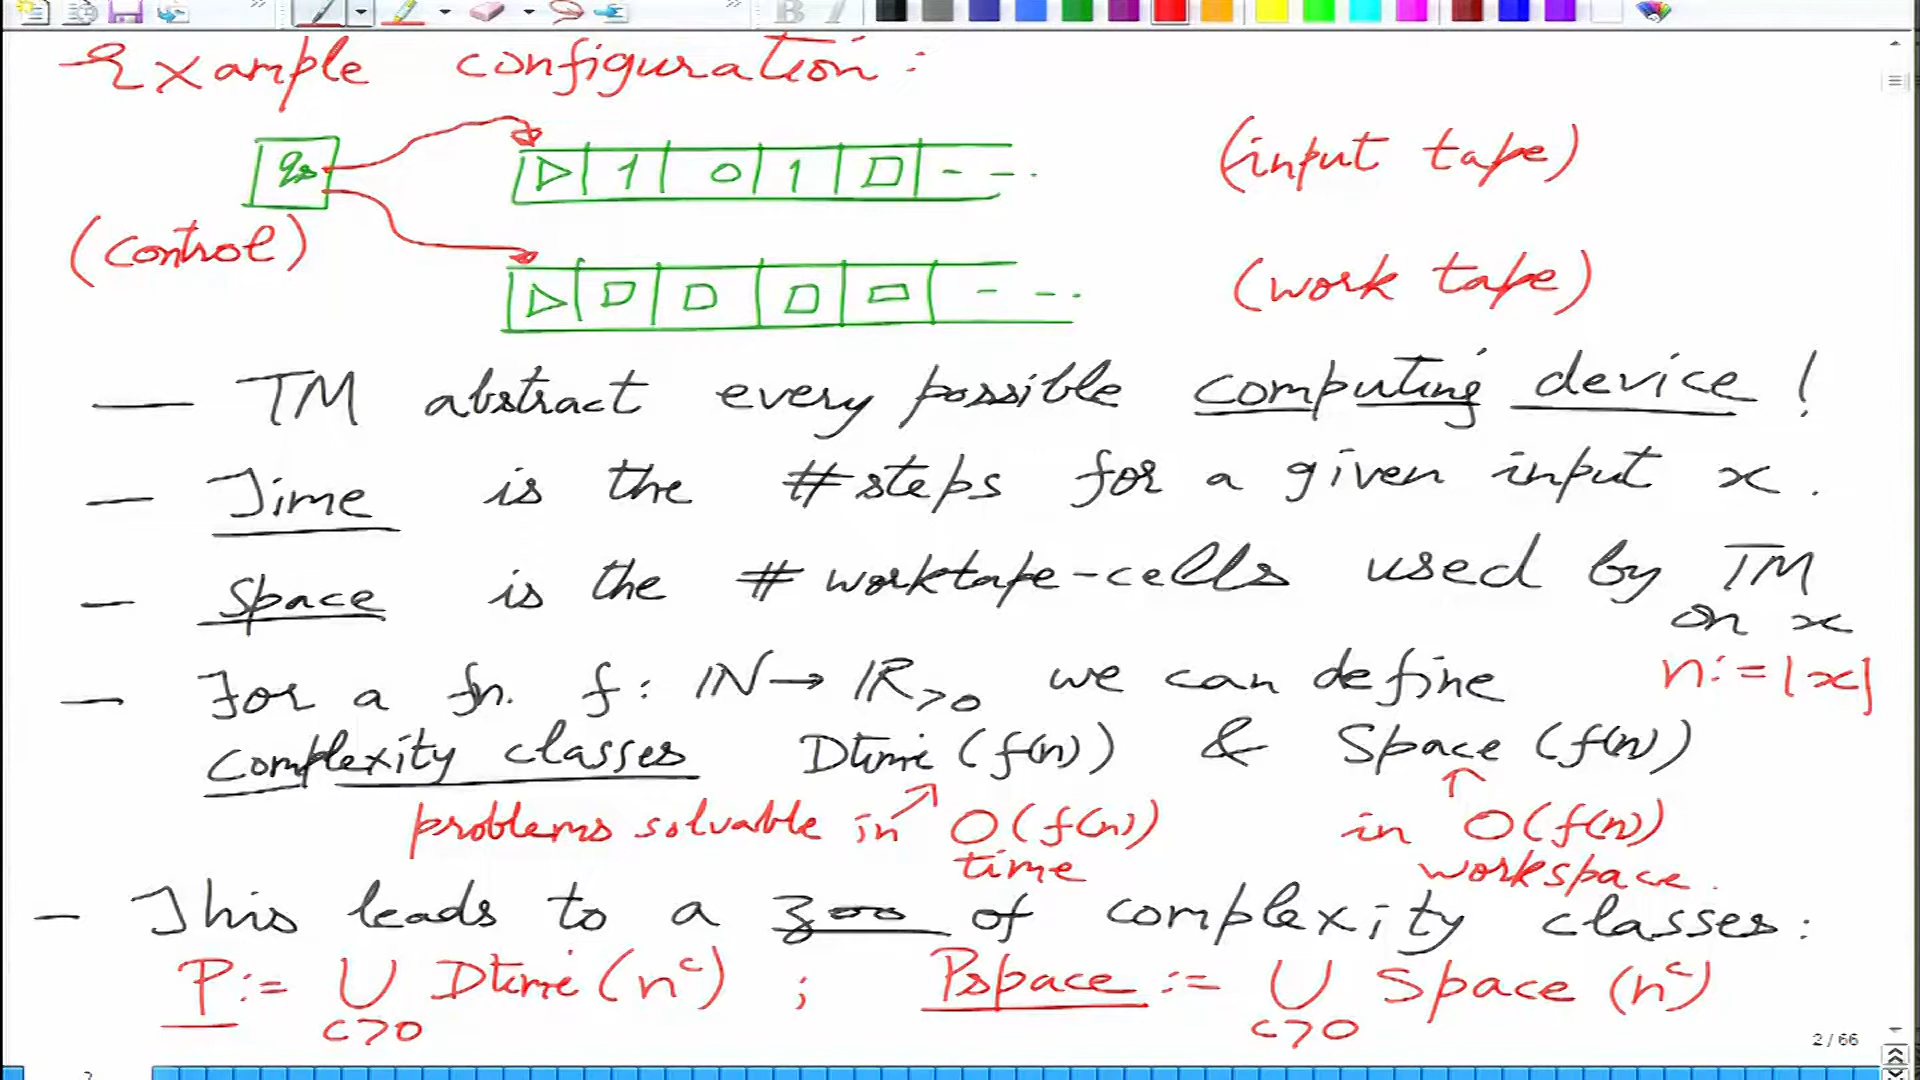 Example configuration :
q_s ▷ 1 0 1 □ - - . (input tape)
(control)
▷ □ □ □ □ - - . . (work tape)
— TM abstract every possible computing device !
— Time is the #steps for a given input x .
— Space is the # worktape-cells used by TM
on x
n := |x|
— For a fn. f : ℕ → ℝ_{>0} we can define
complexity classes Dtime (f(n)) & Space (f(n))
problems solvable in O(f(n)) in O(f(n))
time workspace.
— This leads to a zoo of complexity classes :
P := ∪_{c>0} Dtime (n^c) ; Pspace := ∪_{c>0} Space (n^c)
2 / 66